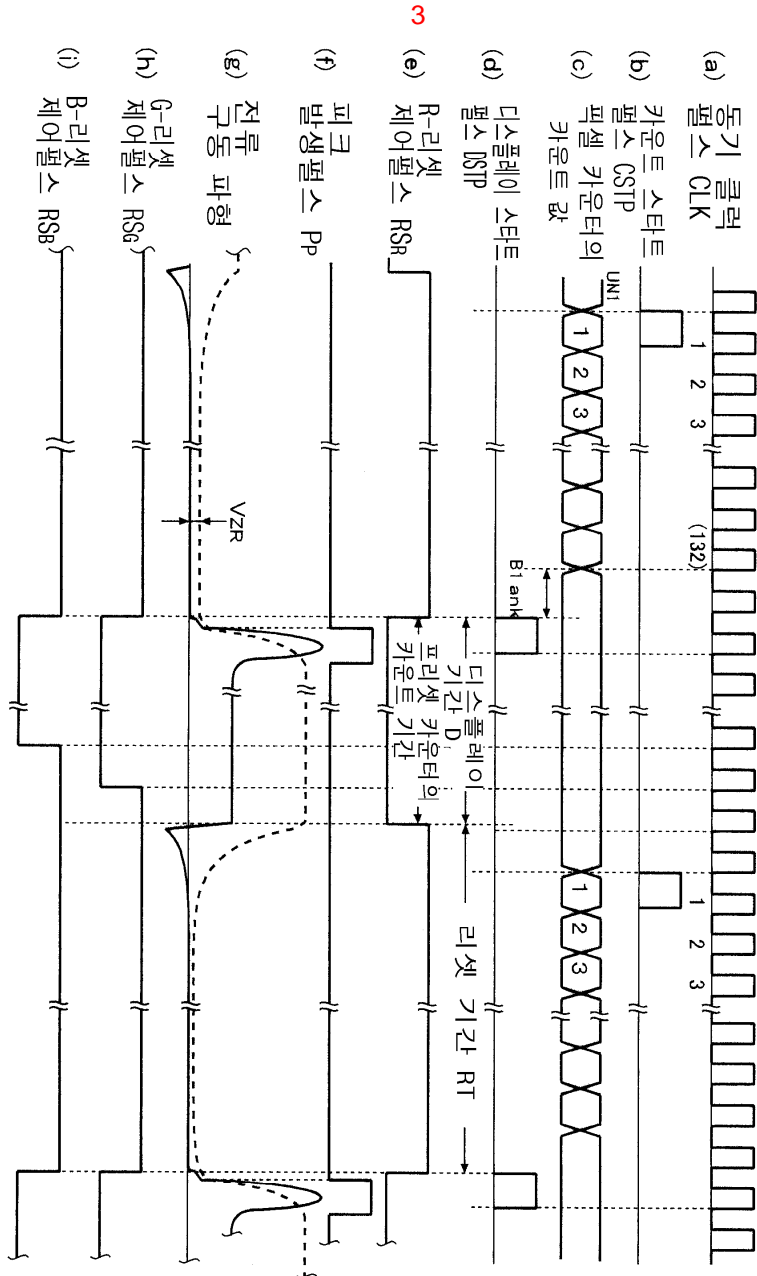 3
(a) 동기 클럭
펄스 CLK
1
2
3
(132)
1
2
3
(b) 카운트 스타트
펄스 CSTP
(c) 픽셀 카운터의
카운트 값
UN1
1
2
3
Blank
1
2
3
(d) 디스플레이 스타트
펄스 DSTP
디스플레이
기간 D
리셋 기간 RT
(e) R-리셋
제어펄스 RSR
프리셋 카운터의
카운트 기간
(f) 피크
발생펄스 PP
(g) 전류
구동 파형
VZR
(h) G-리셋
제어펄스 RSG
(i) B-리셋
제어펄스 RSB